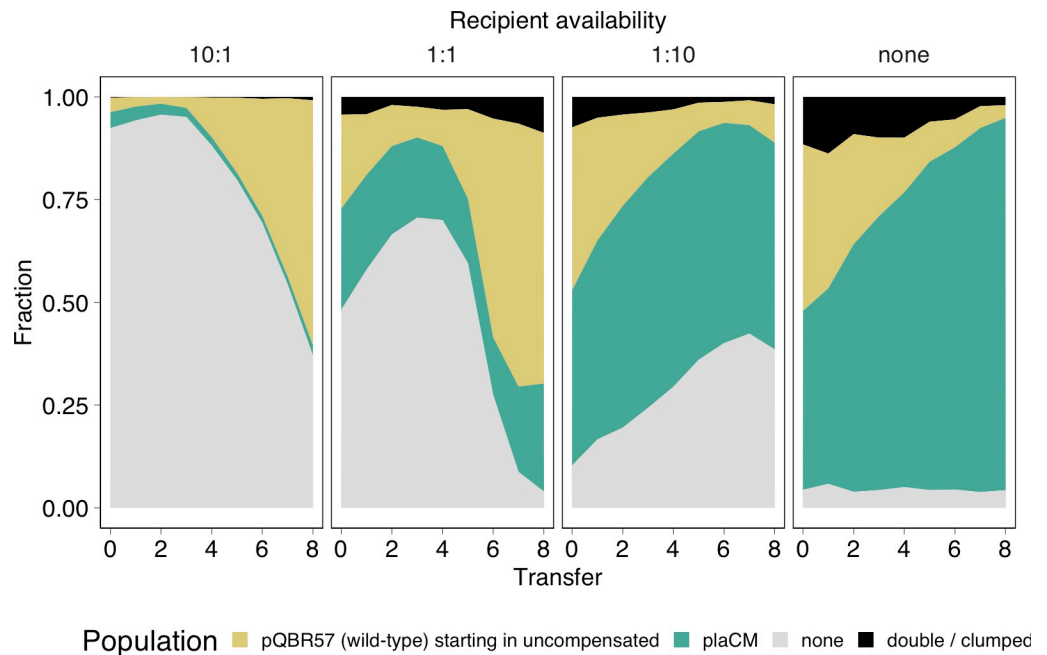 Recipient availability
10:1 1:1 1:10 none
1.00
0.75
0.50
0.25
0.00
Fraction
0 2 4 6 8 0 2 4 6 8 0 2 4 6 8 0 2 4 6 8
Transfer
Population pQBR57 (wild-type) starting in uncompensated plaCM none double / clumped